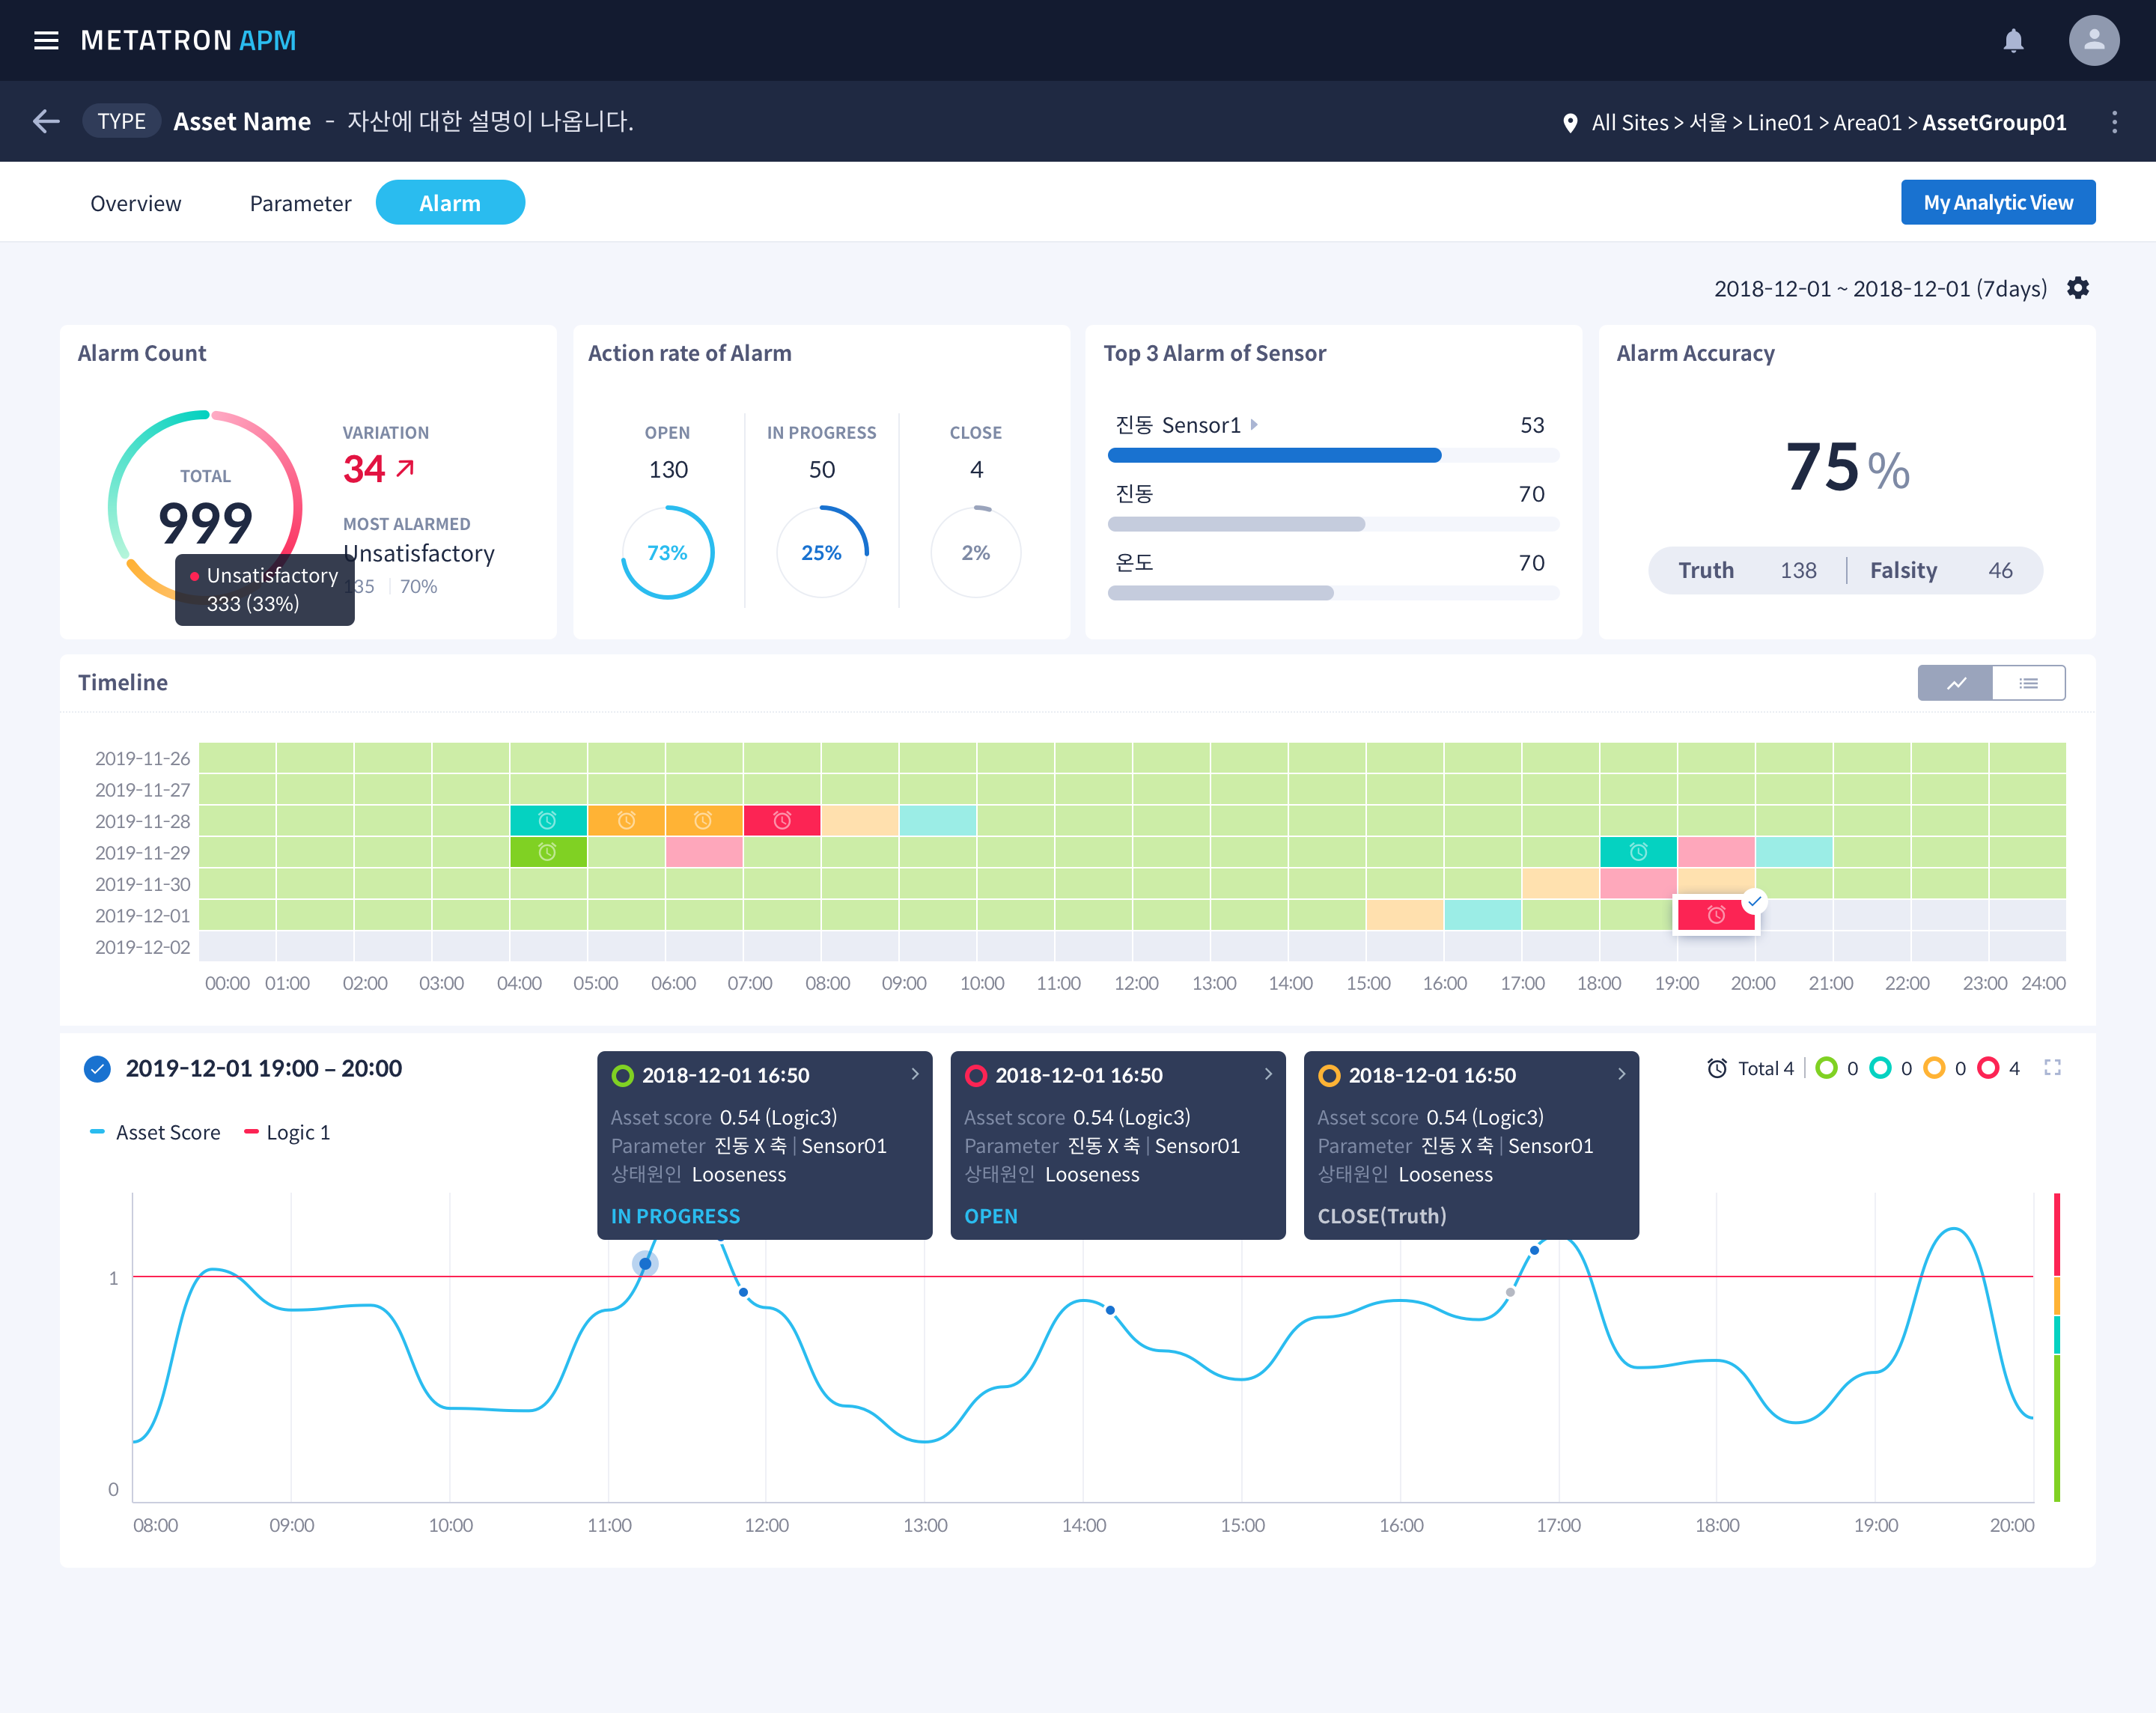 METATRON APM
TYPE Asset Name - 자산에 대한 설명이 나옵니다.
All Sites > 서울 > Line01 > Area01 > AssetGroup01
Overview Parameter Alarm
My Analytic View
2018-12-01 ~ 2018-12-01 (7days)
Alarm Count
TOTAL
999
VARIATION
34
MOST ALARMED
Unsatisfactory
70%
Unsatisfactory
333 (33%)
Action rate of Alarm
OPEN
130
73%
IN PROGRESS
50
25%
CLOSE
4
2%
Top 3 Alarm of Sensor
진동 Sensor1 53
진동 70
온도 70
Alarm Accuracy
75%
Truth 138 | Falsity 46
Timeline
2019-11-26
2019-11-27
2019-11-28
2019-11-29
2019-11-30
2019-12-01
2019-12-02
00:00 01:00 02:00 03:00 04:00 05:00 06:00 07:00 08:00 09:00 10:00 11:00 12:00 13:00 14:00 15:00 16:00 17:00 18:00 19:00 20:00 21:00 22:00 23:00 24:00
2019-12-01 19:00 – 20:00
Asset Score Logic 1
2018-12-01 16:50
Asset score 0.54 (Logic3)
Parameter 진동 X 축 | Sensor01
상태원인 Looseness
IN PROGRESS
2018-12-01 16:50
Asset score 0.54 (Logic3)
Parameter 진동 X 축 | Sensor01
상태원인 Looseness
OPEN
2018-12-01 16:50
Asset score 0.54 (Logic3)
Parameter 진동 X 축 | Sensor01
상태원인 Looseness
CLOSE(Truth)
Total 4 | 0 0 0 4
1
0
08:00 09:00 10:00 11:00 12:00 13:00 14:00 15:00 16:00 17:00 18:00 19:00 20:00